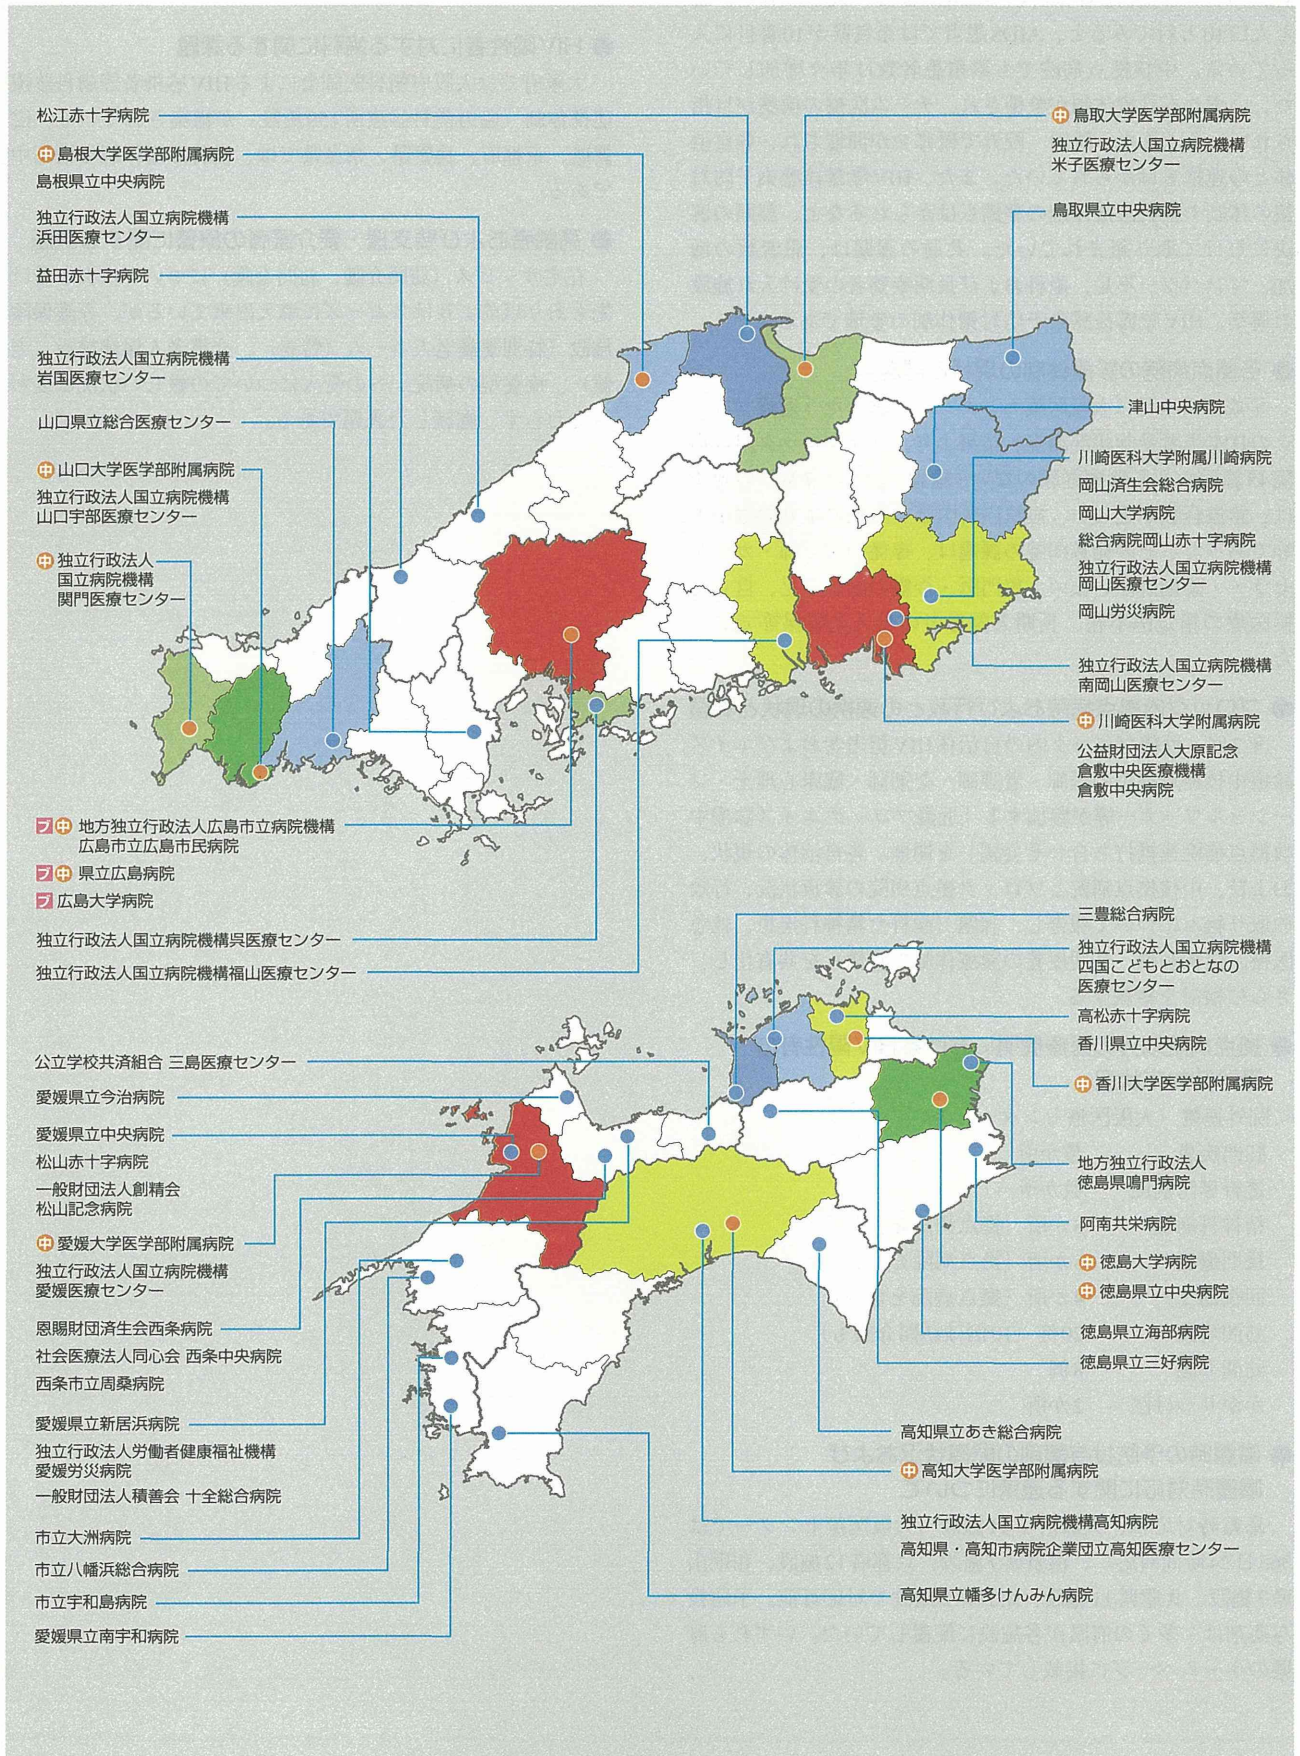 松江赤十字病院
中 島根大学医学部附属病院
島根県立中央病院
独立行政法人国立病院機構
浜田医療センター
益田赤十字病院
独立行政法人国立病院機構
岩国医療センター
山口県立総合医療センター
中 山口大学医学部附属病院
独立行政法人国立病院機構
山口宇部医療センター
中 独立行政法人
国立病院機構
関門医療センター
ブ 中 地方独立行政法人広島市立病院機構
広島市立広島市民病院
ブ 中 県立広島病院
ブ 広島大学病院
独立行政法人国立病院機構呉医療センター
独立行政法人国立病院機構福山医療センター
中 鳥取大学医学部附属病院
独立行政法人国立病院機構
米子医療センター
鳥取県立中央病院
津山中央病院
川崎医科大学附属川崎病院
岡山済生会総合病院
岡山大学病院
総合病院岡山赤十字病院
独立行政法人国立病院機構
岡山医療センター
岡山労災病院
独立行政法人国立病院機構
南岡山医療センター
中 川崎医科大学附属病院
公益財団法人大原記念
倉敷中央医療機構
倉敷中央病院
公立学校共済組合 三島医療センター
愛媛県立今治病院
愛媛県立中央病院
松山赤十字病院
一般財団法人創精会
松山記念病院
中 愛媛大学医学部附属病院
独立行政法人国立病院機構
愛媛医療センター
恩賜財団済生会西条病院
社会医療法人同心会 西条中央病院
西条市立周桑病院
愛媛県立新居浜病院
独立行政法人労働者健康福祉機構
愛媛労災病院
一般財団法人積善会 十全総合病院
市立大洲病院
市立八幡浜総合病院
市立宇和島病院
愛媛県立南宇和病院
三豊総合病院
独立行政法人国立病院機構
四国こどもとおとなの
医療センター
高松赤十字病院
香川県立中央病院
中 香川大学医学部附属病院
地方独立行政法人
徳島県鳴門病院
阿南共栄病院
中 徳島大学病院
中 徳島県立中央病院
徳島県立海部病院
徳島県立三好病院
高知県立あき総合病院
中 高知大学医学部附属病院
独立行政法人国立病院機構高知病院
高知県・高知市病院企業団立高知医療センター
高知県立幡多けんみん病院